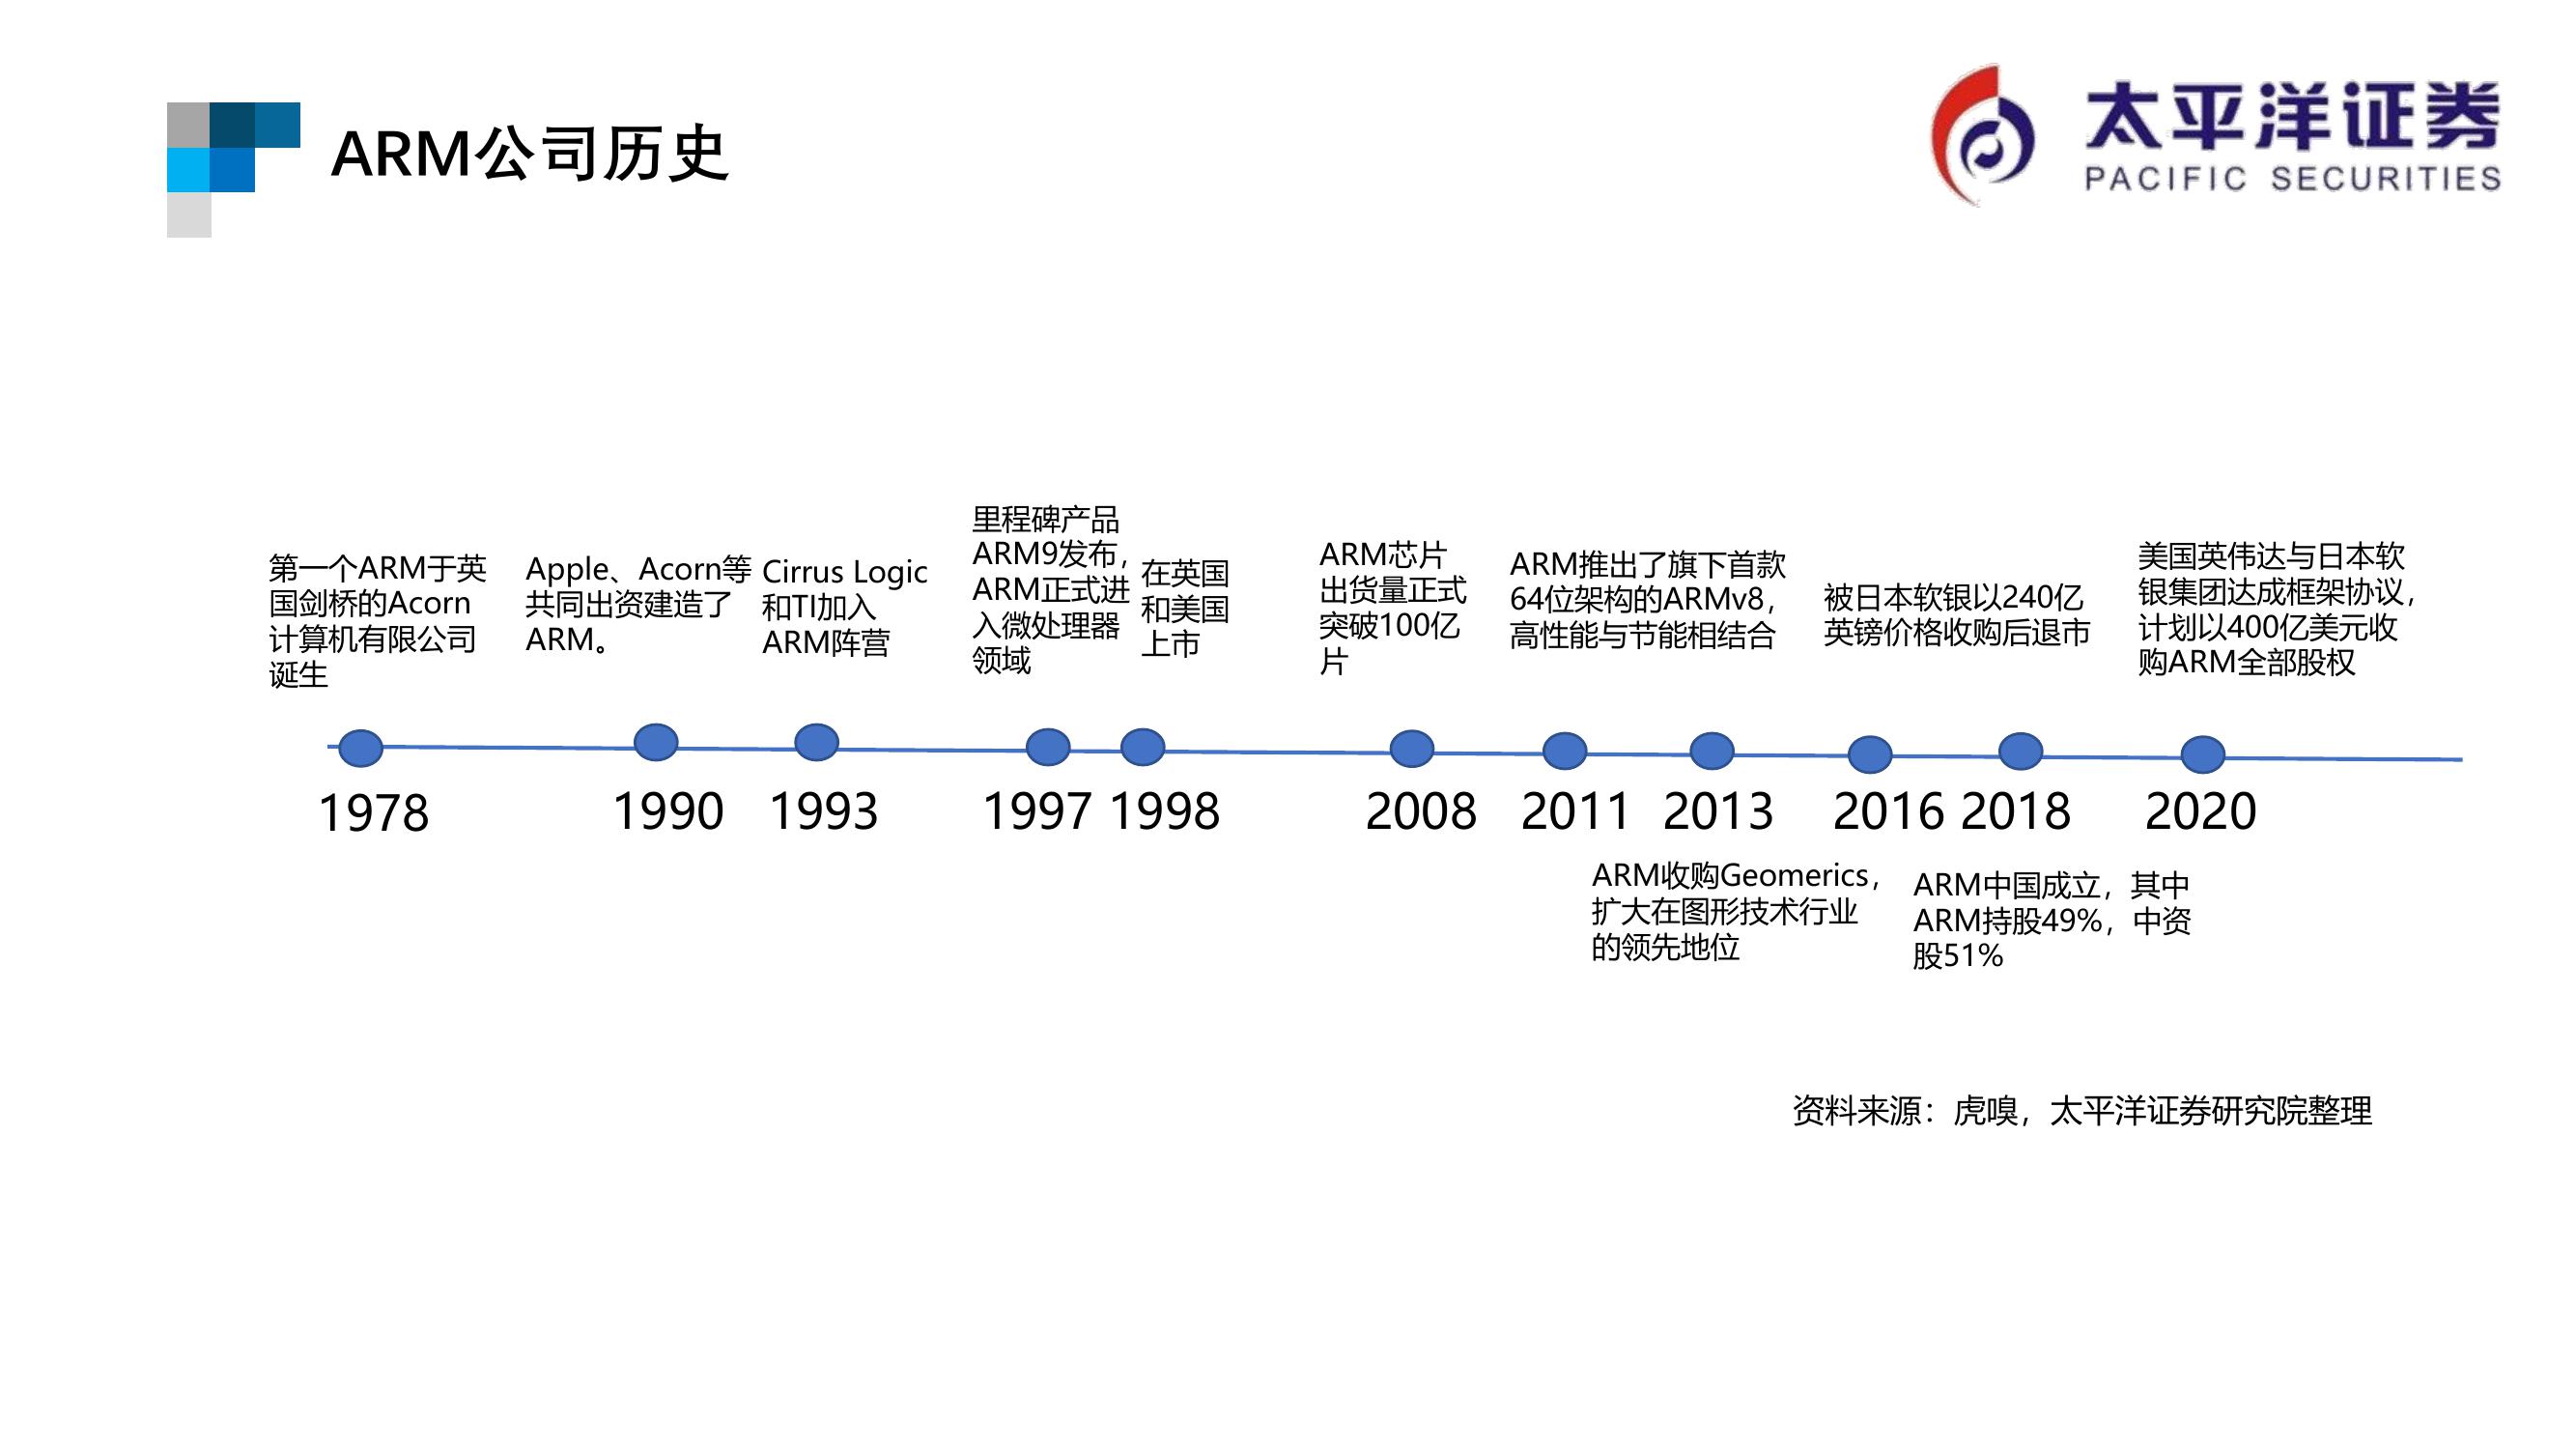 ARM公司历史
太平洋证券
PACIFIC SECURITIES
第一个ARM于英
国剑桥的Acorn
计算机有限公司
诞生
Apple、Acorn等
共同出资建造了
ARM。
Cirrus Logic
和TI加入
ARM阵营
里程碑产品
ARM9发布，
ARM正式进
入微处理器
领域
在英国
和美国
上市
ARM芯片
出货量正式
突破100亿
片
ARM推出了旗下首款
64位架构的ARMv8，
高性能与节能相结合
被日本软银以240亿
英镑价格收购后退市
美国英伟达与日本软
银集团达成框架协议，
计划以400亿美元收
购ARM全部股权
1978
1990
1993
1997
1998
2008
2011
2013
2016
2018
2020
ARM收购Geomerics，
扩大在图形技术行业
的领先地位
ARM中国成立，其中
ARM持股49%，中资
股51%
资料来源：虎嗅，太平洋证券研究院整理